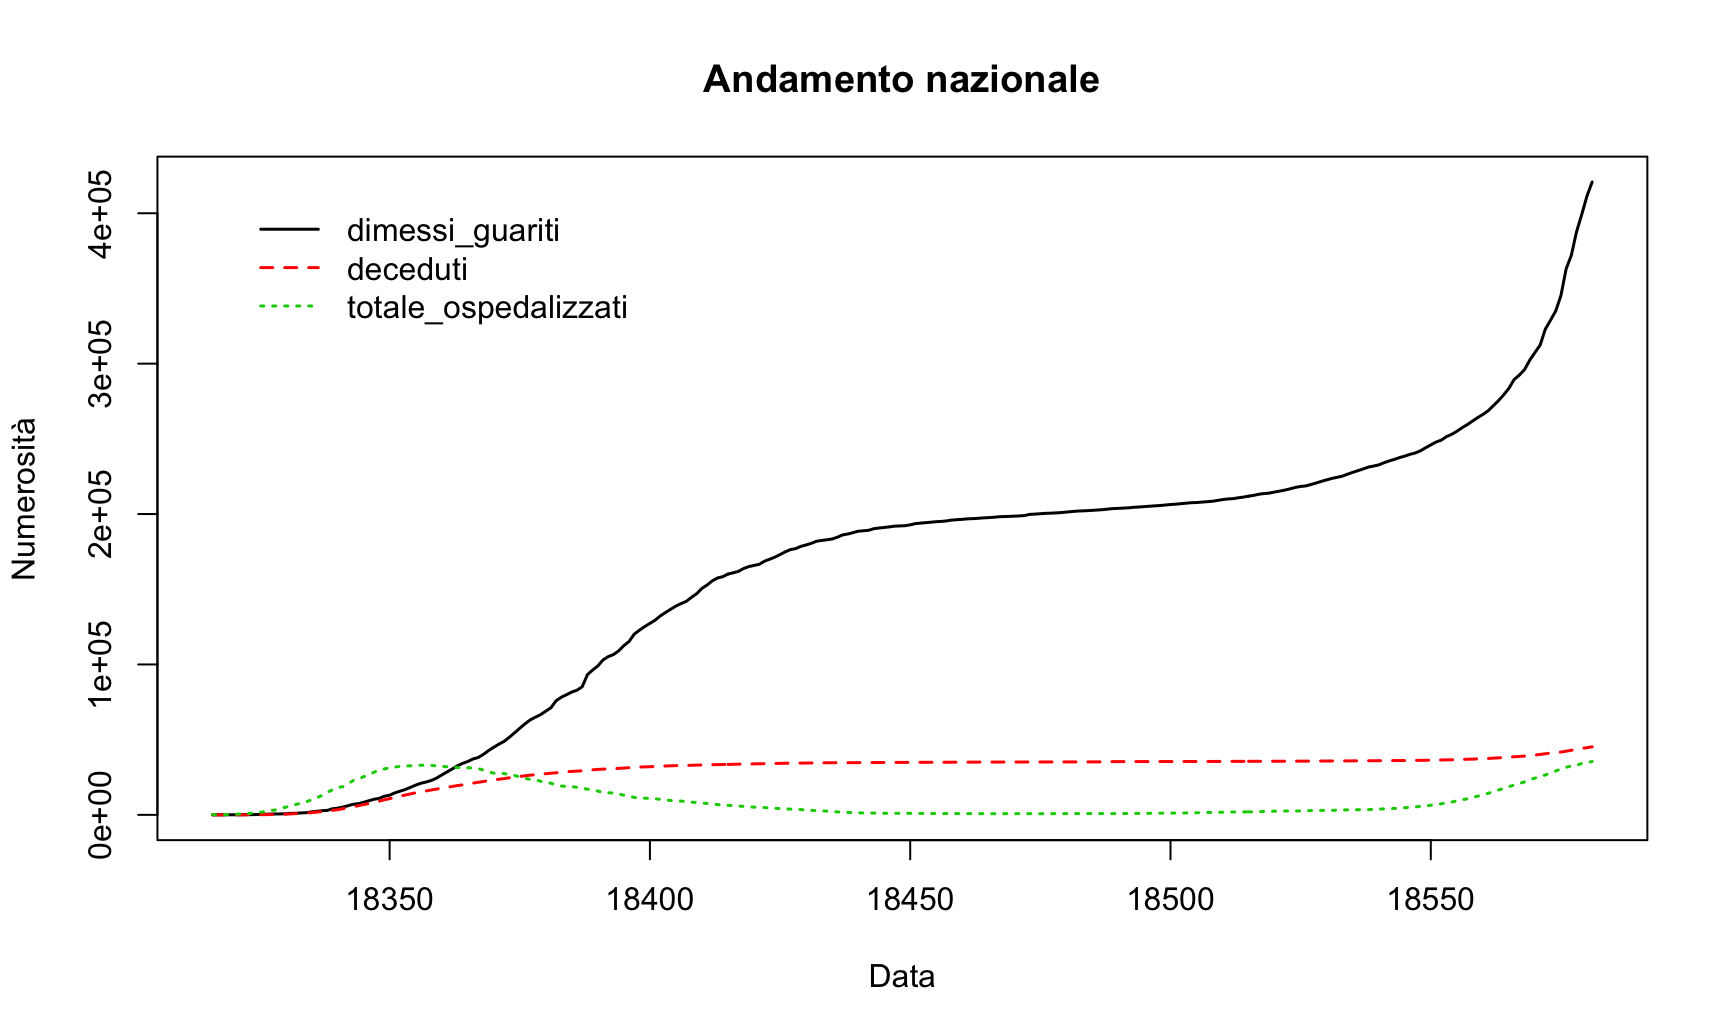 Andamento nazionale
Numerosità
4e+05
3e+05
2e+05
1e+05
0e+00
dimessi_guariti
deceduti
totale_ospedalizzati
18350 18400 18450 18500 18550
Data